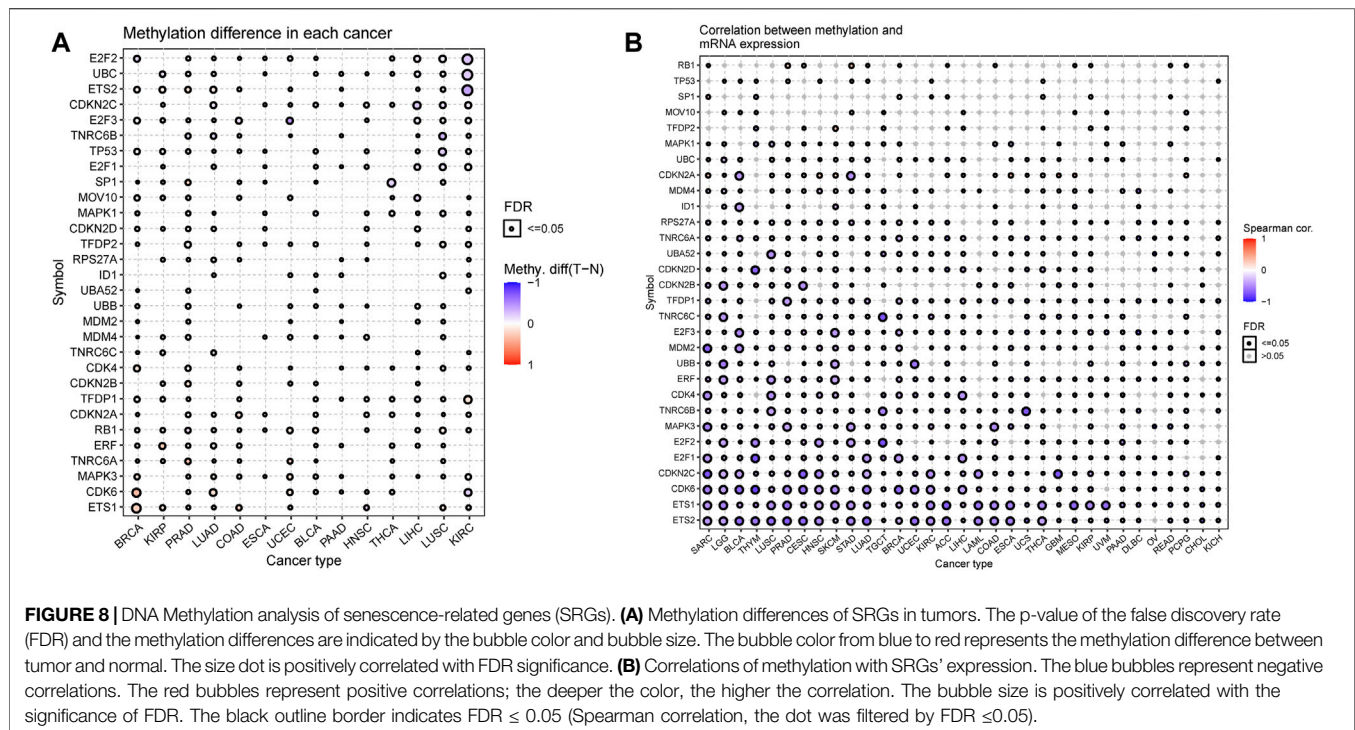 A
Methylation difference in each cancer
E2F2
UBC
ETS2
CDKN2C
E2F3
TNRC6B
TP53
E2F1
SP1
MOV10
MAPK1
CDKN2D
TFDP2
RPS27A
ID1
UBA52
UBB
MDM2
MDM4
TNRC6C
CDK4
CDKN2B
TFDP1
CDKN2A
RB1
ERF
TNRC6A
MAPK3
CDK6
ETS1
Symbol
BRCA
KIRP
PRAD
LUAD
COAD
ESCA
UCEC
BLCA
PAAD
HNSC
THCA
LIHC
LUSC
KIRC
Cancer type
FDR
<=0.05
Methy. diff(T−N)
−1
0
1
B
Correlation between methylation and
mRNA expression
RB1
TP53
SP1
MOV10
TFDP2
MAPK1
UBC
CDKN2A
MDM4
ID1
RPS27A
TNRC6A
UBA52
CDKN2D
CDKN2B
TFDP1
TNRC6C
E2F3
MDM2
UBB
ERF
CDK4
TNRC6B
MAPK3
E2F2
E2F1
CDKN2C
CDK6
ETS1
ETS2
Symbol
SARC
LGG
BLCA
THYM
LUSC
PRAD
CESC
HNSC
SKCM
STAD
LUAD
TGCT
BRCA
UCEC
KIRC
ACC
LIHC
LAML
COAD
ESCA
UCS
THCA
GBM
MESO
KIRP
UVM
PAAD
DLBC
OV
READ
PCPG
CHOL
KICH
Cancer type
Spearman cor.
1
0
−1
FDR
<=0.05
>0.05
FIGURE 8 | DNA Methylation analysis of senescence-related genes (SRGs). (A) Methylation differences of SRGs in tumors. The p-value of the false discovery rate
(FDR) and the methylation differences are indicated by the bubble color and bubble size. The bubble color from blue to red represents the methylation difference between
tumor and normal. The size dot is positively correlated with FDR significance. (B) Correlations of methylation with SRGs' expression. The blue bubbles represent negative
correlations. The red bubbles represent positive correlations; the deeper the color, the higher the correlation. The bubble size is positively correlated with the
significance of FDR. The black outline border indicates FDR ≤ 0.05 (Spearman correlation, the dot was filtered by FDR ≤0.05).